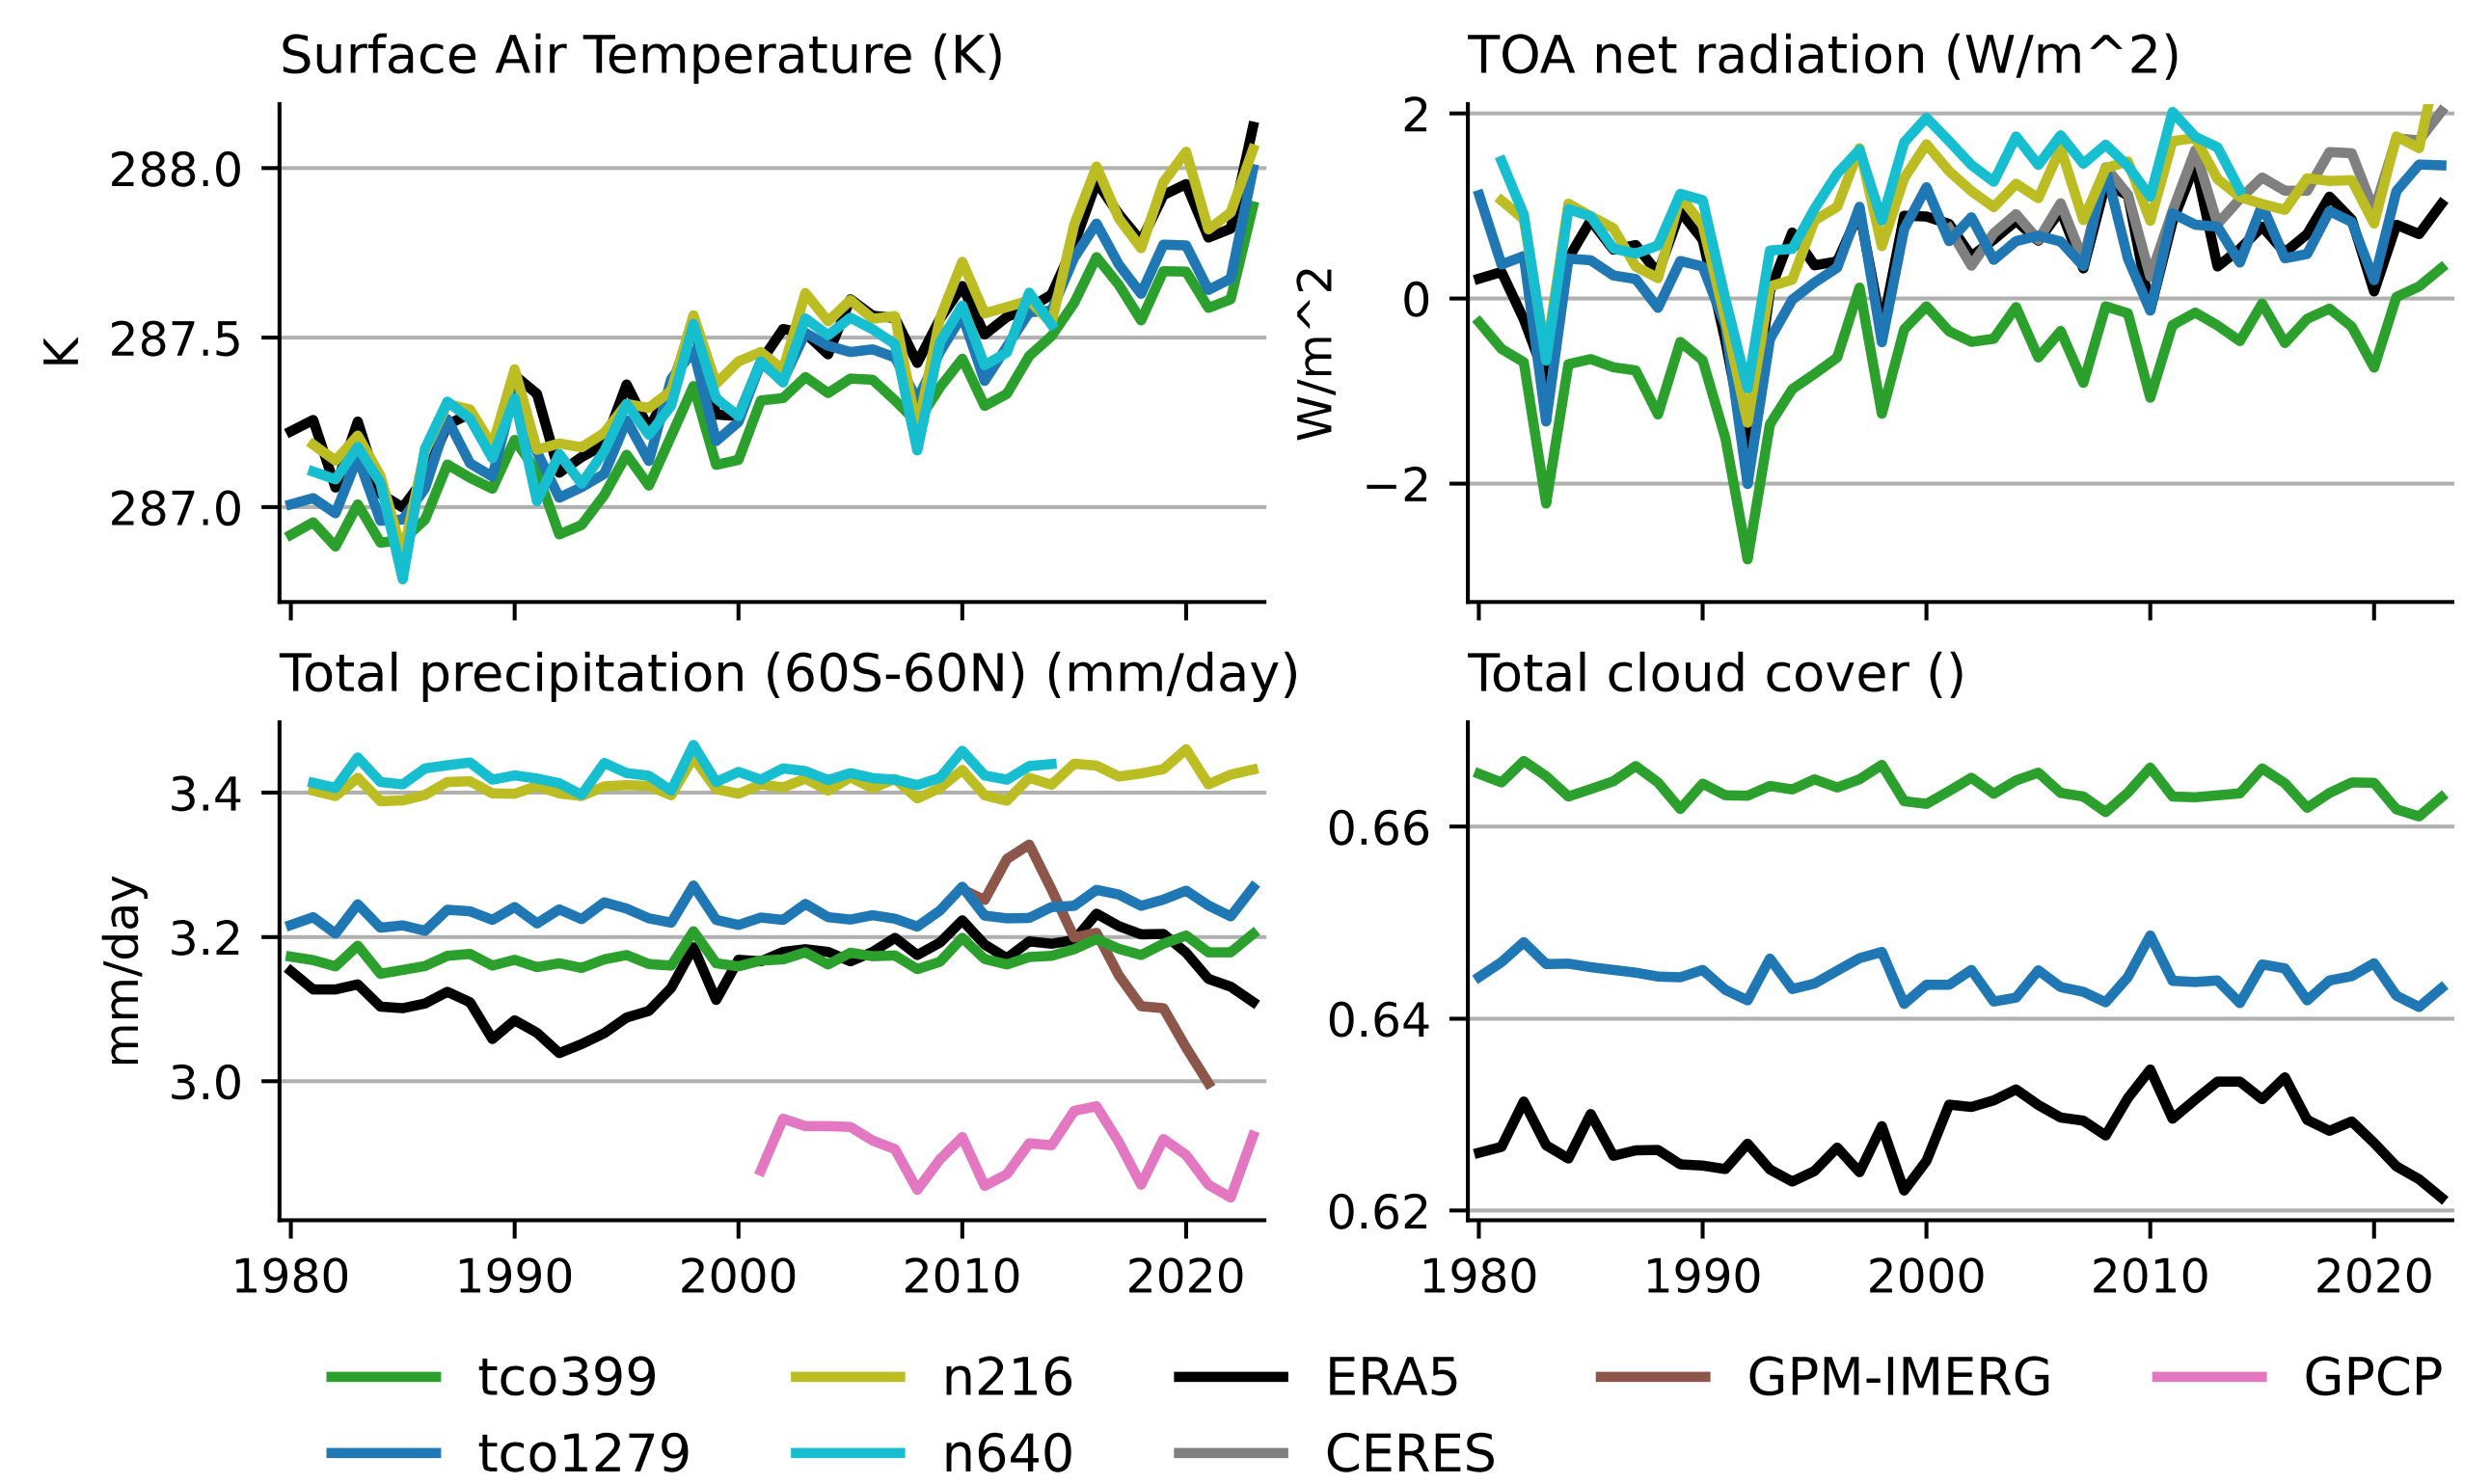 Surface Air Temperature (K)
TOA net radiation (W/m^2)
K
288.0
287.5
287.0
W/m^2
2
0
−2
Total precipitation (60S-60N) (mm/day)
Total cloud cover ()
mm/day
3.4
3.2
3.0
0.66
0.64
0.62
1980 1990 2000 2010 2020
1980 1990 2000 2010 2020
tco399 n216 ERA5 GPM-IMERG GPCP
tco1279 n640 CERES